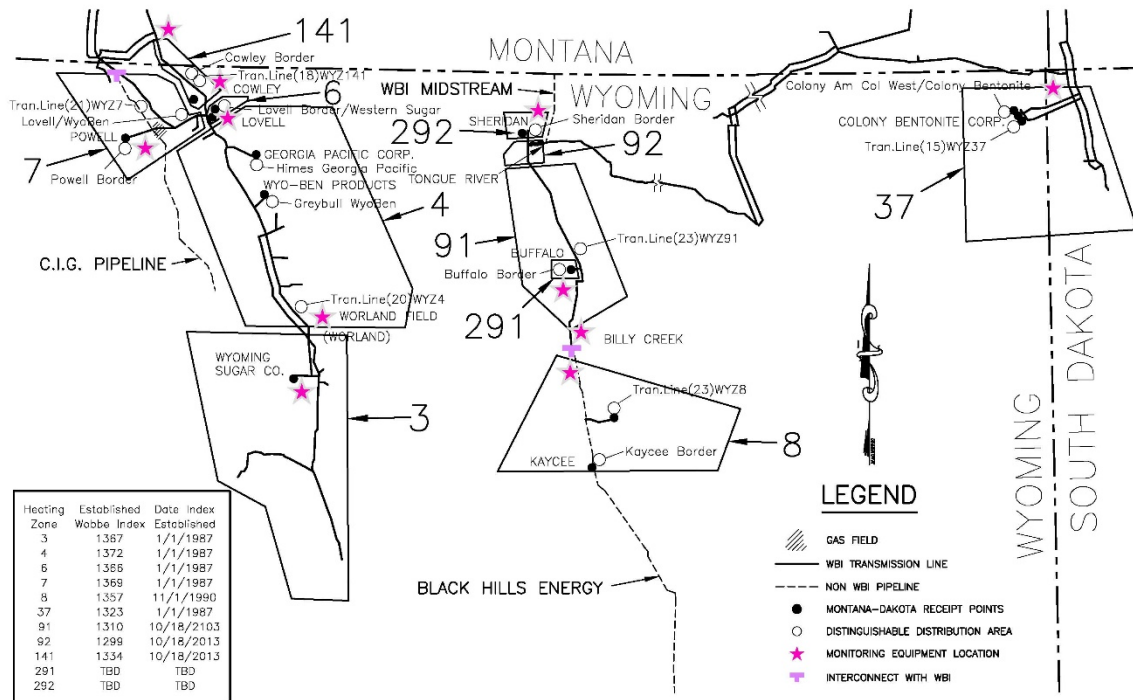 141
Cowley Border
Tran.Line(18)WYZ141
COWLEY
6
Tran.Line(21)WYZ7
Lovell/WyoBen
Lovell Border/Western Sugar
LOVELL
POWELL
7
Powell Border
GEORGIA PACIFIC CORP.
Himes Georgia Pacific
WYO-BEN PRODUCTS
Greybull WyoBen
4
C.I.G. PIPELINE
Tran.Line(20)WYZ4
WORLAND FIELD
(WORLAND)
WYOMING
SUGAR CO.
3
MONTANA
WBI MIDSTREAM
WYOMING
SHERIDAN
Sheridan Border
292
92
TONGUE RIVER
91
Tran.Line(23)WYZ91
BUFFALO
Buffalo Border
291
BILLY CREEK
Tran.Line(23)WYZ8
Kaycee Border
KAYCEE
8
BLACK HILLS ENERGY
Colony Am Col West/Colony Bentonite
COLONY BENTONITE CORP.
Tran.Line(15)WYZ37
37
WYOMING
SOUTH DAKOTA
Heating Established Date Index
Zone Wobbe Index Established
3 1367 1/1/1987
4 1372 1/1/1987
6 1366 1/1/1987
7 1369 1/1/1987
8 1357 11/1/1990
37 1323 1/1/1987
91 1310 10/18/2103
92 1299 10/18/2013
141 1334 10/18/2013
291 TBD TBD
292 TBD TBD
LEGEND
GAS FIELD
WBI TRANSMISSION LINE
NON WBI PIPELINE
MONTANA-DAKOTA RECEIPT POINTS
DISTINGUISHABLE DISTRIBUTION AREA
MONITORING EQUIPMENT LOCATION
INTERCONNECT WITH WBI